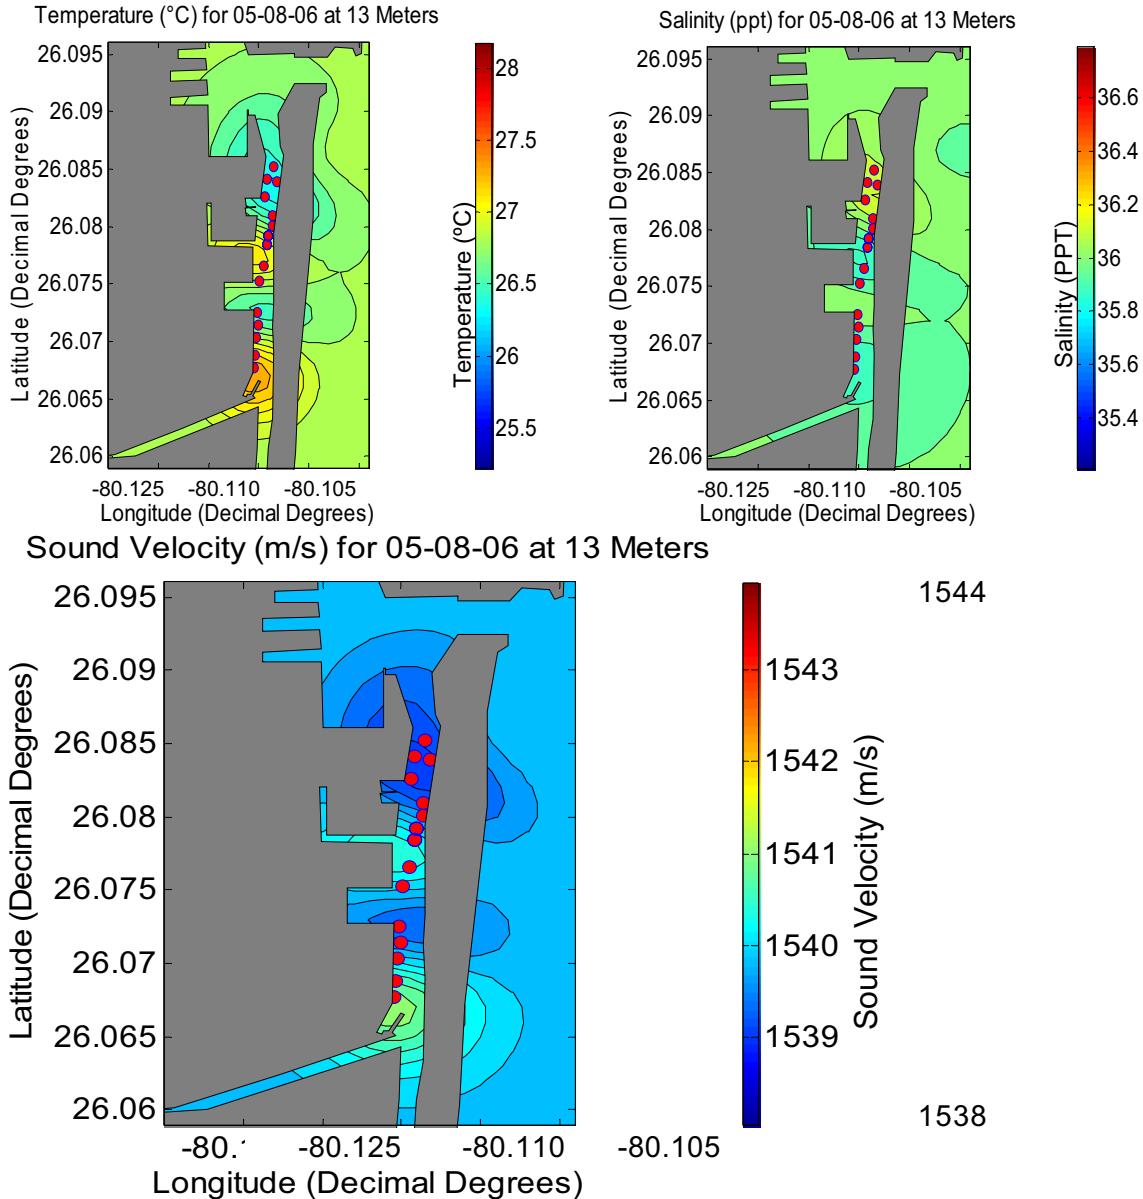 Temperature (°C) for 05-08-06 at 13 Meters
26.095
26.09
26.085
26.08
26.075
26.07
26.065
26.06
Latitude (Decimal Degrees)
-80.125 -80.110 -80.105
Longitude (Decimal Degrees)
28
27.5
27
26.5
26
25.5
Temperature (°C)
Salinity (ppt) for 05-08-06 at 13 Meters
26.095
26.09
26.085
26.08
26.075
26.07
26.065
26.06
Latitude (Decimal Degrees)
-80.125 -80.110 -80.105
Longitude (Decimal Degrees)
36.6
36.4
36.2
36
35.8
35.6
35.4
Salinity (PPT)
Sound Velocity (m/s) for 05-08-06 at 13 Meters
26.095
26.09
26.085
26.08
26.075
26.07
26.065
26.06
Latitude (Decimal Degrees)
-80. -80.125 -80.110 -80.105
Longitude (Decimal Degrees)
1544
1543
1542
1541
1540
1539
1538
Sound Velocity (m/s)